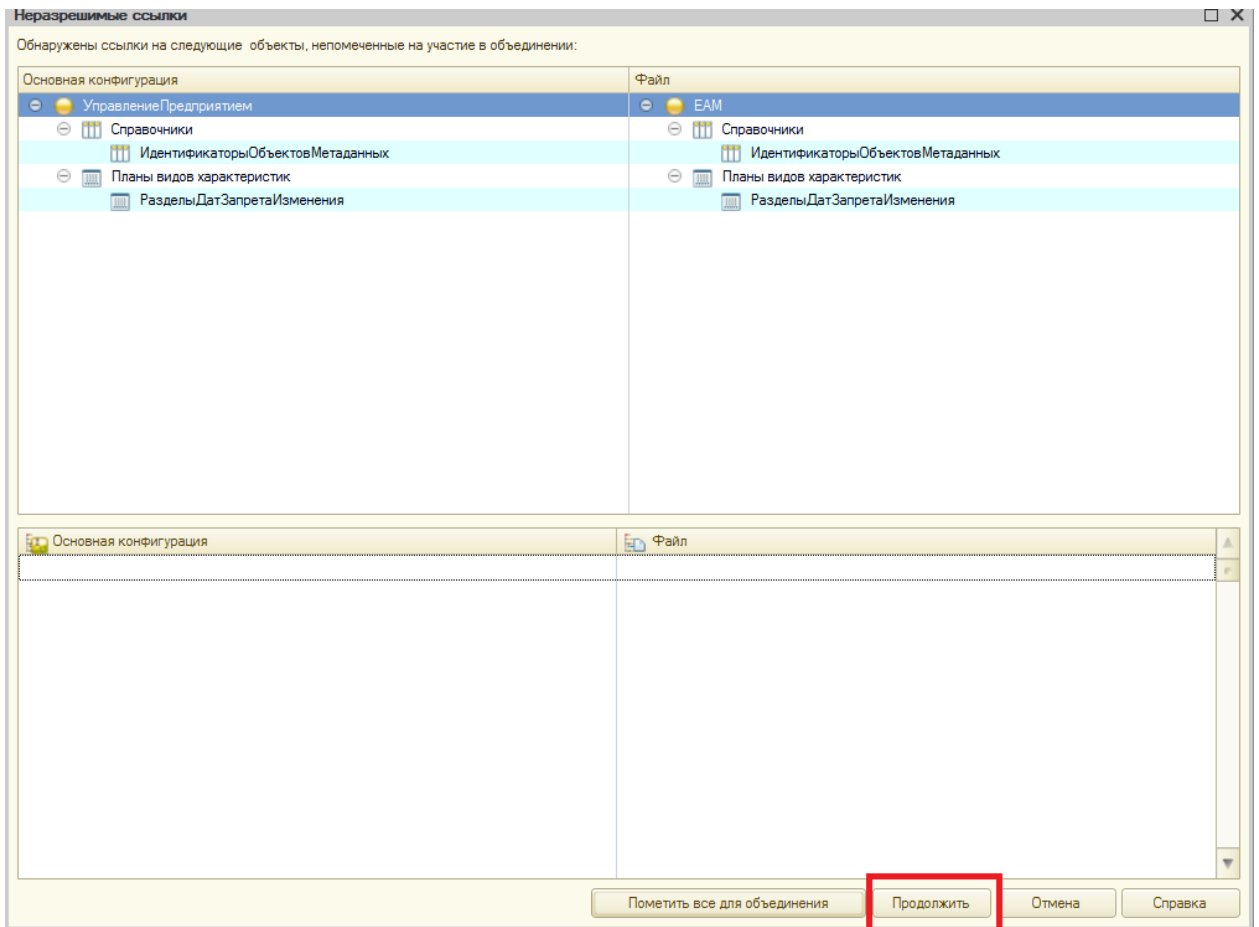 Неразрешимые ссылки
Обнаружены ссылки на следующие объекты, непомеченные на участие в объединении:
Основная конфигурация Файл
УправлениеПредприятием ЕАМ
Справочники Справочники
ИдентификаторыОбъектовМетаданных ИдентификаторыОбъектовМетаданных
Планы видов характеристик Планы видов характеристик
РазделыДатЗапретаИзменения РазделыДатЗапретаИзменения
Основная конфигурация Файл
Пометить все для объединения Продолжить Отмена Справка